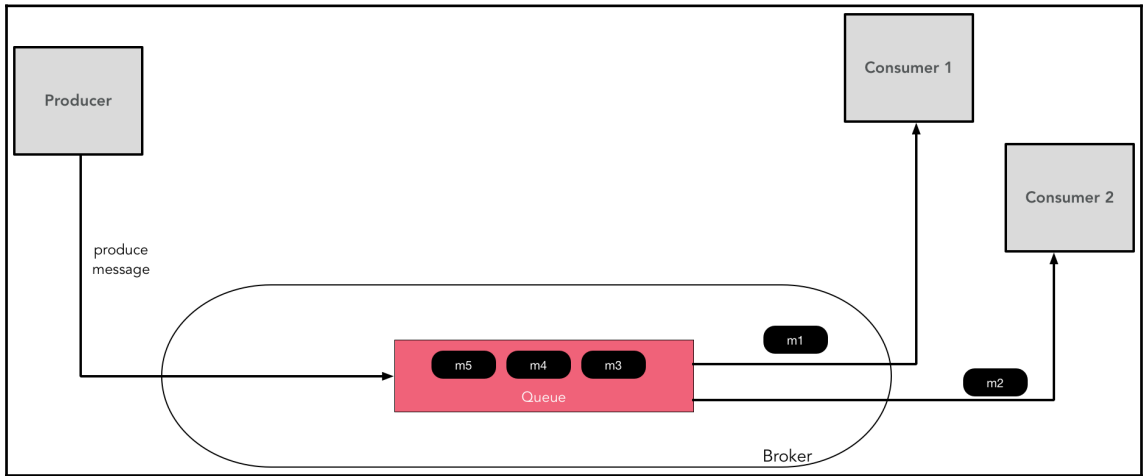 Producer
Consumer 1
Consumer 2
produce
message
m1
m5
m4
m3
m2
Queue
Broker